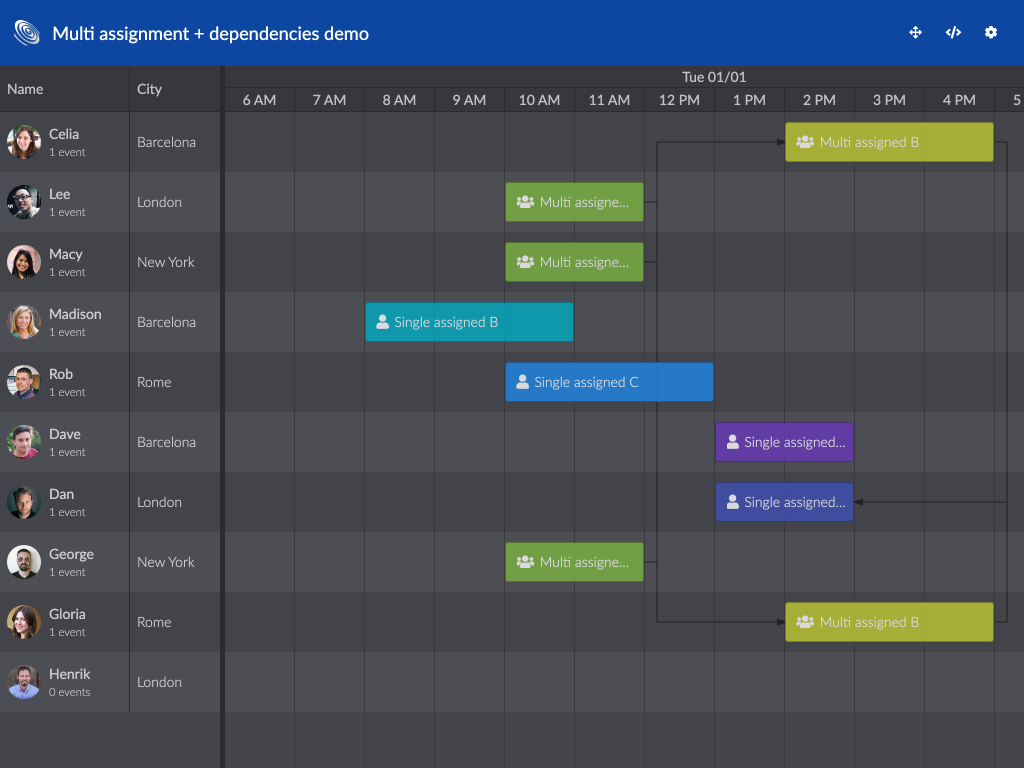 Multi assignment + dependencies demo
Name
City
Tue 01/01
6 AM 7 AM 8 AM 9 AM 10 AM 11 AM 12 PM 1 PM 2 PM 3 PM 4 PM 5
Celia
1 event
Barcelona
Multi assigned B
Lee
1 event
London
Multi assigne...
Macy
1 event
New York
Multi assigne...
Madison
1 event
Barcelona
Single assigned B
Rob
1 event
Rome
Single assigned C
Dave
1 event
Barcelona
Single assigned...
Dan
1 event
London
Single assigned...
George
1 event
New York
Multi assigne...
Gloria
1 event
Rome
Multi assigned B
Henrik
0 events
London